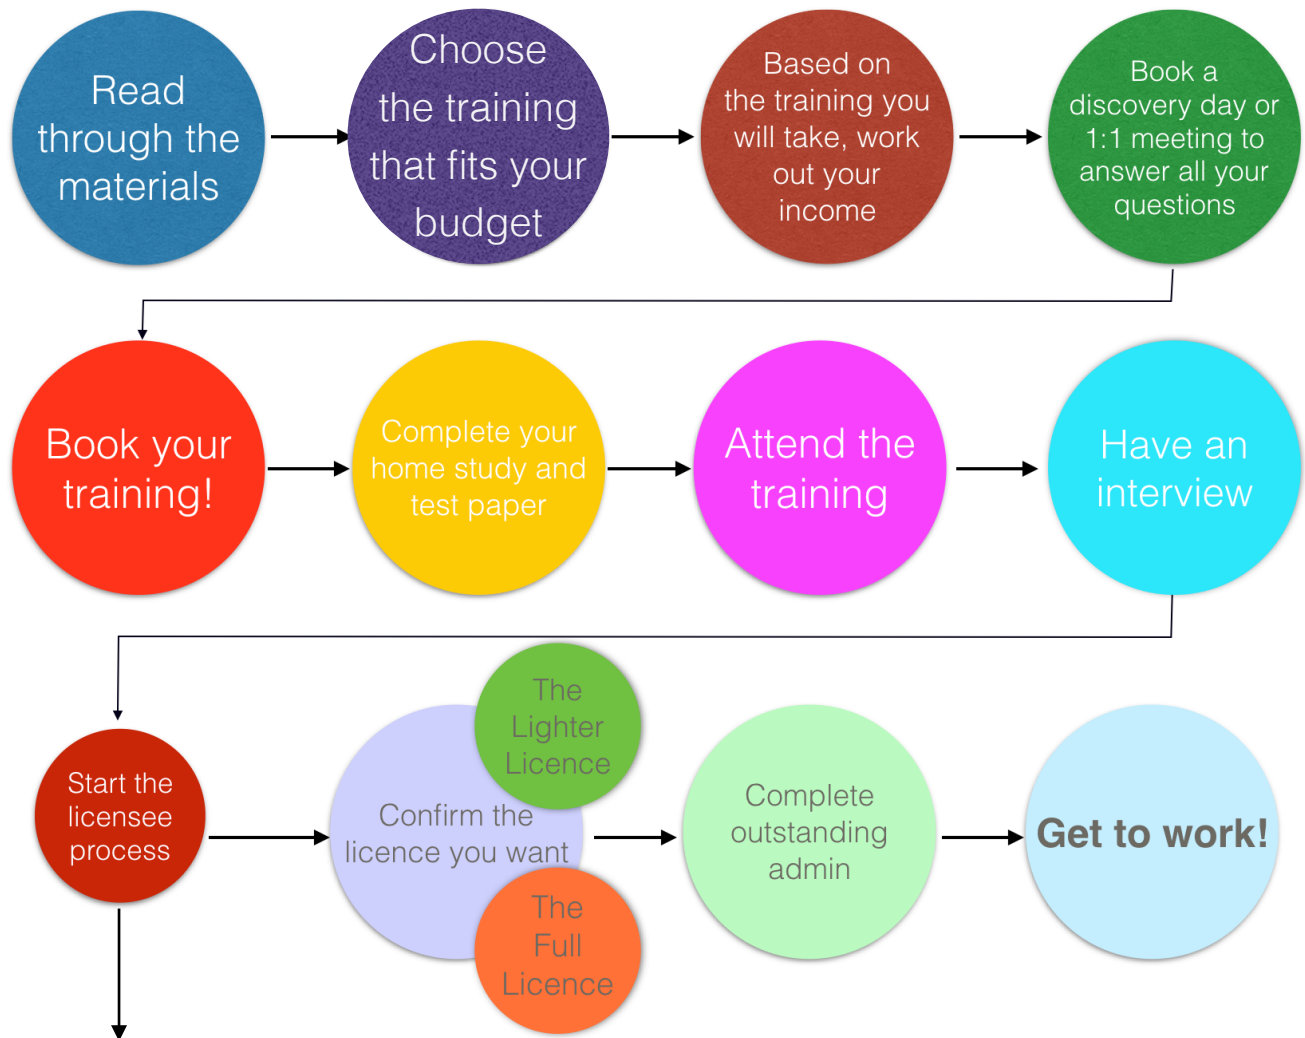 Read
through the
materials
Choose
the training
that fits your
budget
Based on
the training you
will take, work
out your
income
Book a
discovery day or
1:1 meeting to
answer all your
questions
Book your
training!
Complete your
home study and
test paper
Attend the
training
Have an
interview
Start the
licensee
process
Confirm the
licence you want
The
Lighter
Licence
The
Full
Licence
Complete
outstanding
admin
Get to work!